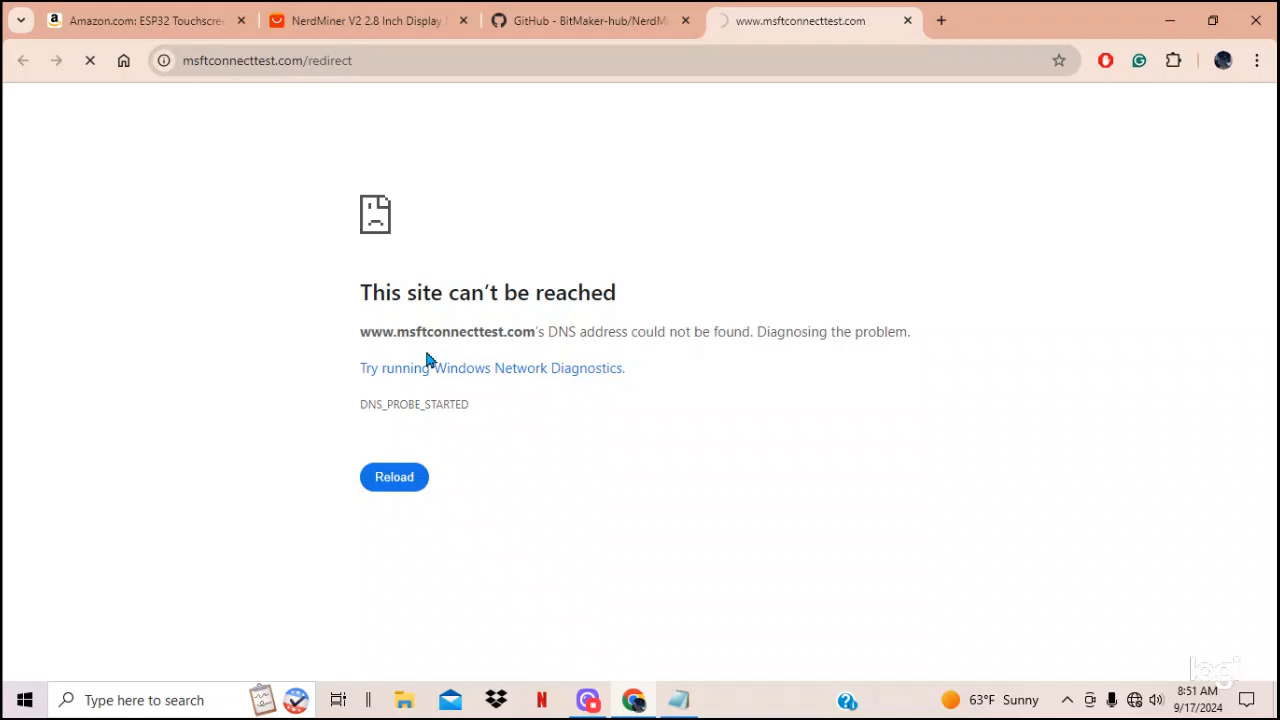 Amazon.com: ESP32 Touchscre
NerdMiner V2 2.8 Inch Display
GitHub - BitMaker-hub/NerdM
www.msftconnecttest.com
msftconnecttest.com/redirect
This site can't be reached
www.msftconnecttest.com's DNS address could not be found. Diagnosing the problem.
Try running Windows Network Diagnostics.
DNS_PROBE_STARTED
Reload
Type here to search
63°F Sunny
8:51 AM
9/17/2024